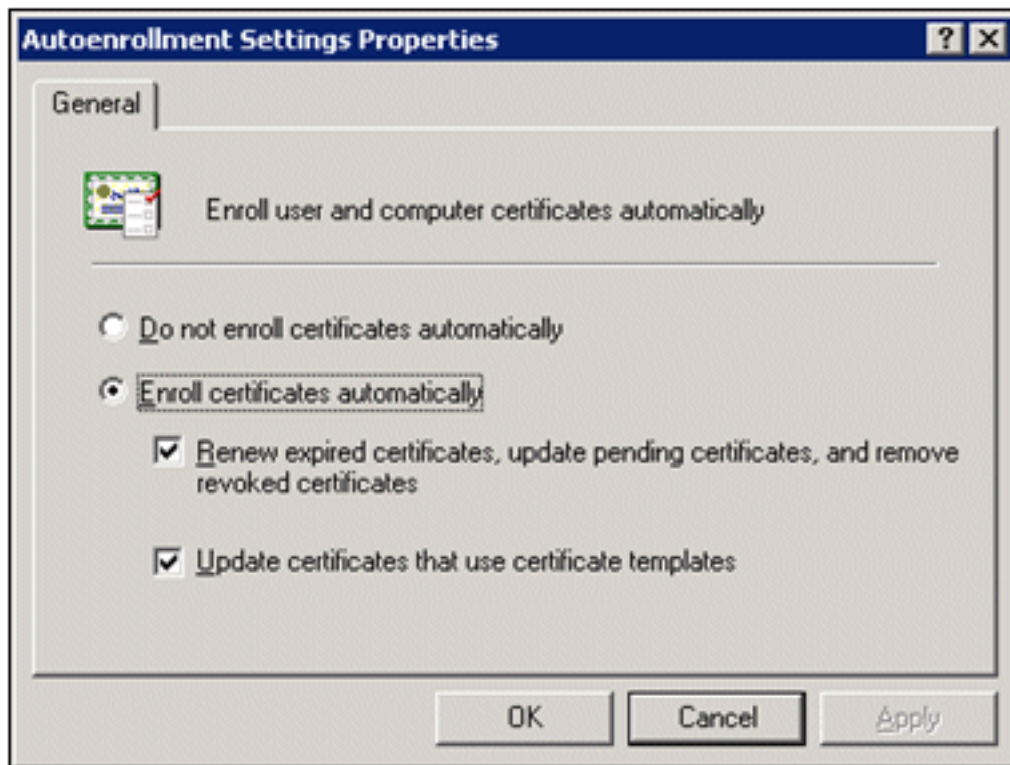 Autoenrollment Settings Properties
General
Enroll user and computer certificates automatically
Do not enroll certificates automatically
Enroll certificates automatically
Renew expired certificates, update pending certificates, and remove
revoked certificates
Update certificates that use certificate templates
OK Cancel Apply